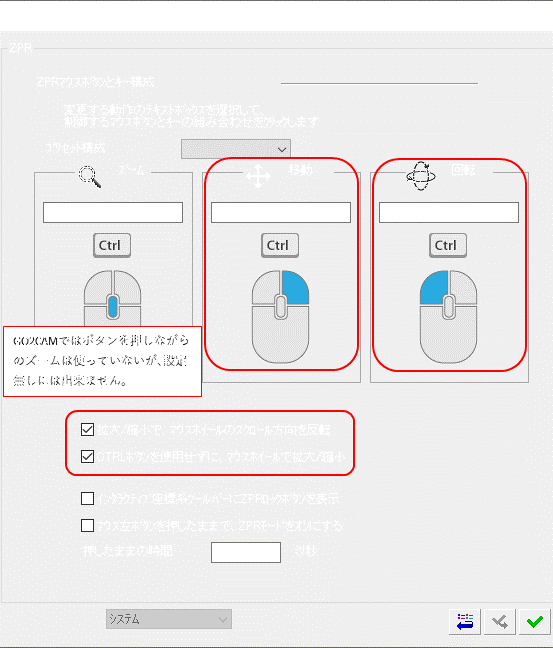 ZPR
ZPRマウスボタンとキー構成
変更する動作のテキストボックスを選択して、
制御するマウスボタンとキーの組み合わせをクリックします
プリセット構成
ズーム 移動 回転
Ctrl Ctrl Ctrl
GO2CAMではボタンを押しながら
のズームは使っていないが、設定
無しには出来ません。
拡大/縮小で、マウスホイールのスクロール方向を反転
CTRLボタンを使用せずに、マウスホイールで拡大/縮小
インタラクティブ座標系ツールバーにZPRロックボタンを表示
マウス左ボタンを押したままで、ZPRモードをオンにする
押したままの時間 ミリ秒
システム